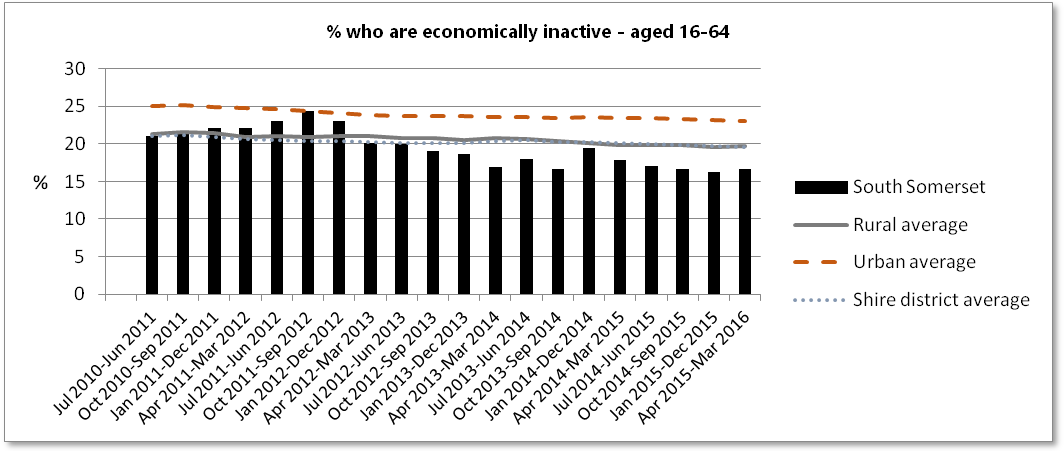 % who are economically inactive - aged 16-64
30
25
20
15
10
5
0
%
Jul 2010-Jun 2011
Oct 2010-Sep 2011
Jan 2011-Dec 2011
Apr 2011-Mar 2012
Jul 2011-Jun 2012
Oct 2011-Sep 2012
Jan 2012-Dec 2012
Apr 2012-Mar 2013
Jul 2012-Jun 2013
Oct 2012-Sep 2013
Jan 2013-Dec 2013
Apr 2013-Mar 2014
Jul 2013-Jun 2014
Oct 2013-Sep 2014
Jan 2014-Dec 2014
Apr 2014-Mar 2015
Jul 2014-Jun 2015
Oct 2014-Sep 2015
Jan 2015-Dec 2015
Apr 2015-Mar 2016
South Somerset
Rural average
Urban average
Shire district average